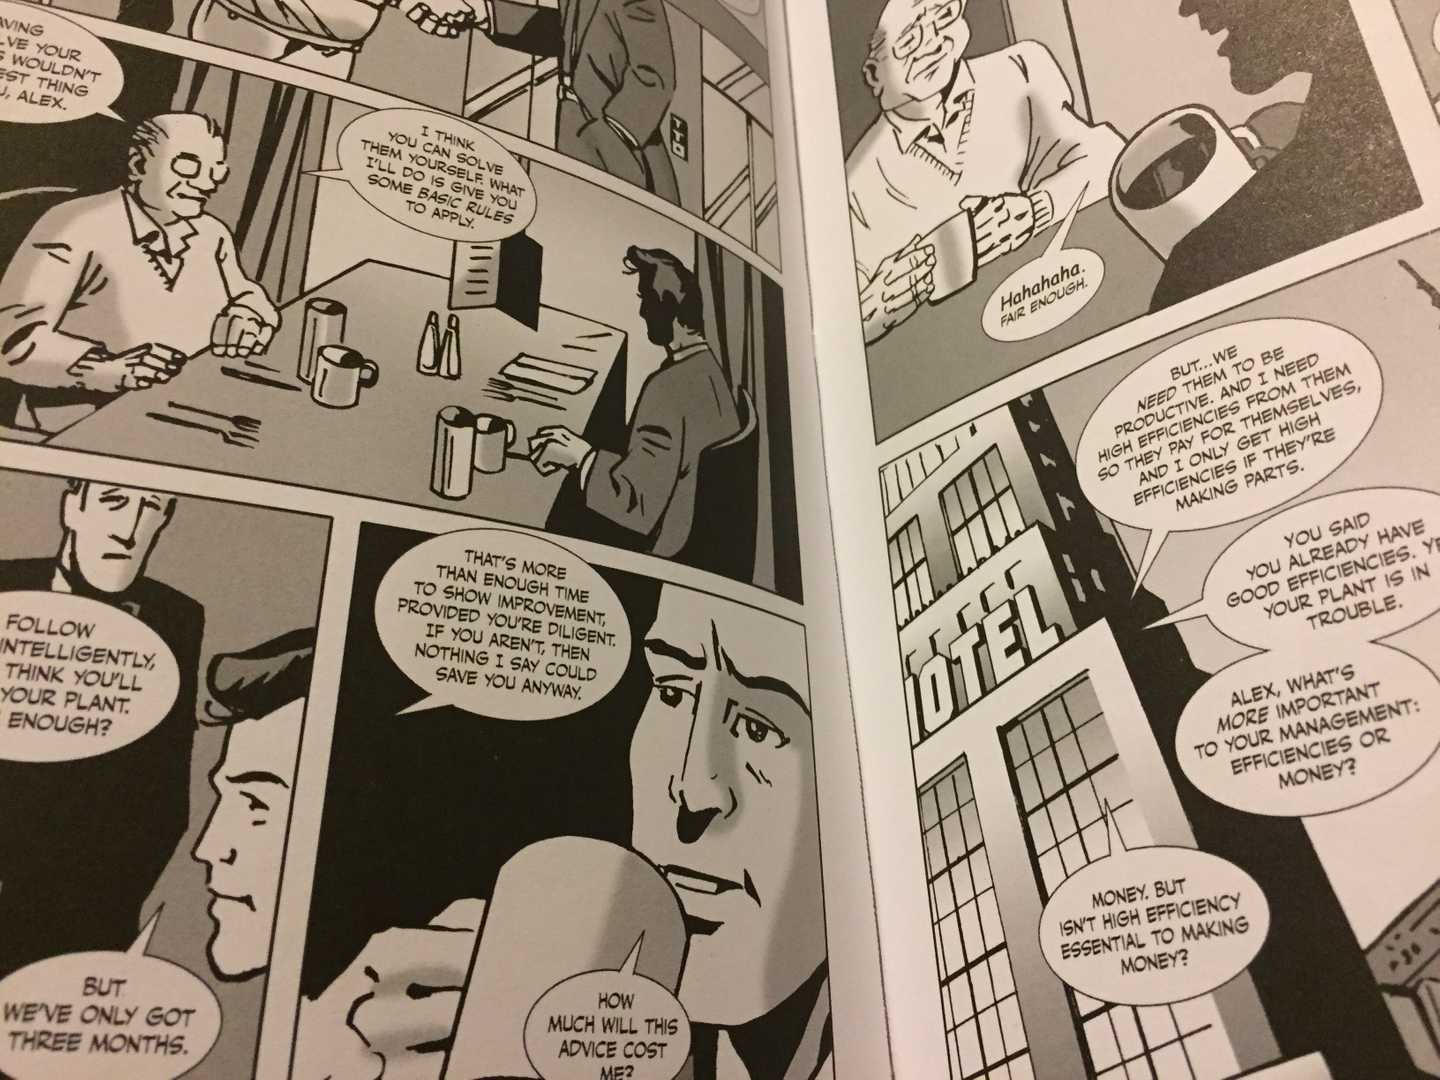 AVING
LVE YOUR
S WOULDN'T
EST THING
U, ALEX.
I THINK
YOU CAN SOLVE
THEM YOURSELF. WHAT
I'LL DO IS GIVE YOU
SOME BASIC RULES
TO APPLY.
FOLLOW
INTELLIGENTLY,
THINK YOU'LL
YOUR PLANT.
ENOUGH?
BUT
WE'VE ONLY GOT
THREE MONTHS.
THAT'S MORE
THAN ENOUGH TIME
TO SHOW IMPROVEMENT,
PROVIDED YOU'RE DILIGENT.
IF YOU AREN'T, THEN
NOTHING I SAY COULD
SAVE YOU ANYWAY.
HOW
MUCH WILL THIS
ADVICE COST
ME?
Hahahaha.
FAIR ENOUGH.
BUT...WE
NEED THEM TO BE
PRODUCTIVE. AND I NEED
HIGH EFFICIENCIES FROM THEM
SO THEY PAY FOR THEMSELVES,
AND I ONLY GET HIGH
EFFICIENCIES IF THEY'RE
MAKING PARTS.
YOU SAID
YOU ALREADY HAVE
GOOD EFFICIENCIES. YE
YOUR PLANT IS IN
TROUBLE.
ALEX, WHAT'S
MORE IMPORTANT
TO YOUR MANAGEMENT:
EFFICIENCIES OR
MONEY?
HOTEL
MONEY. BUT
ISN'T HIGH EFFICIENCY
ESSENTIAL TO MAKING
MONEY?